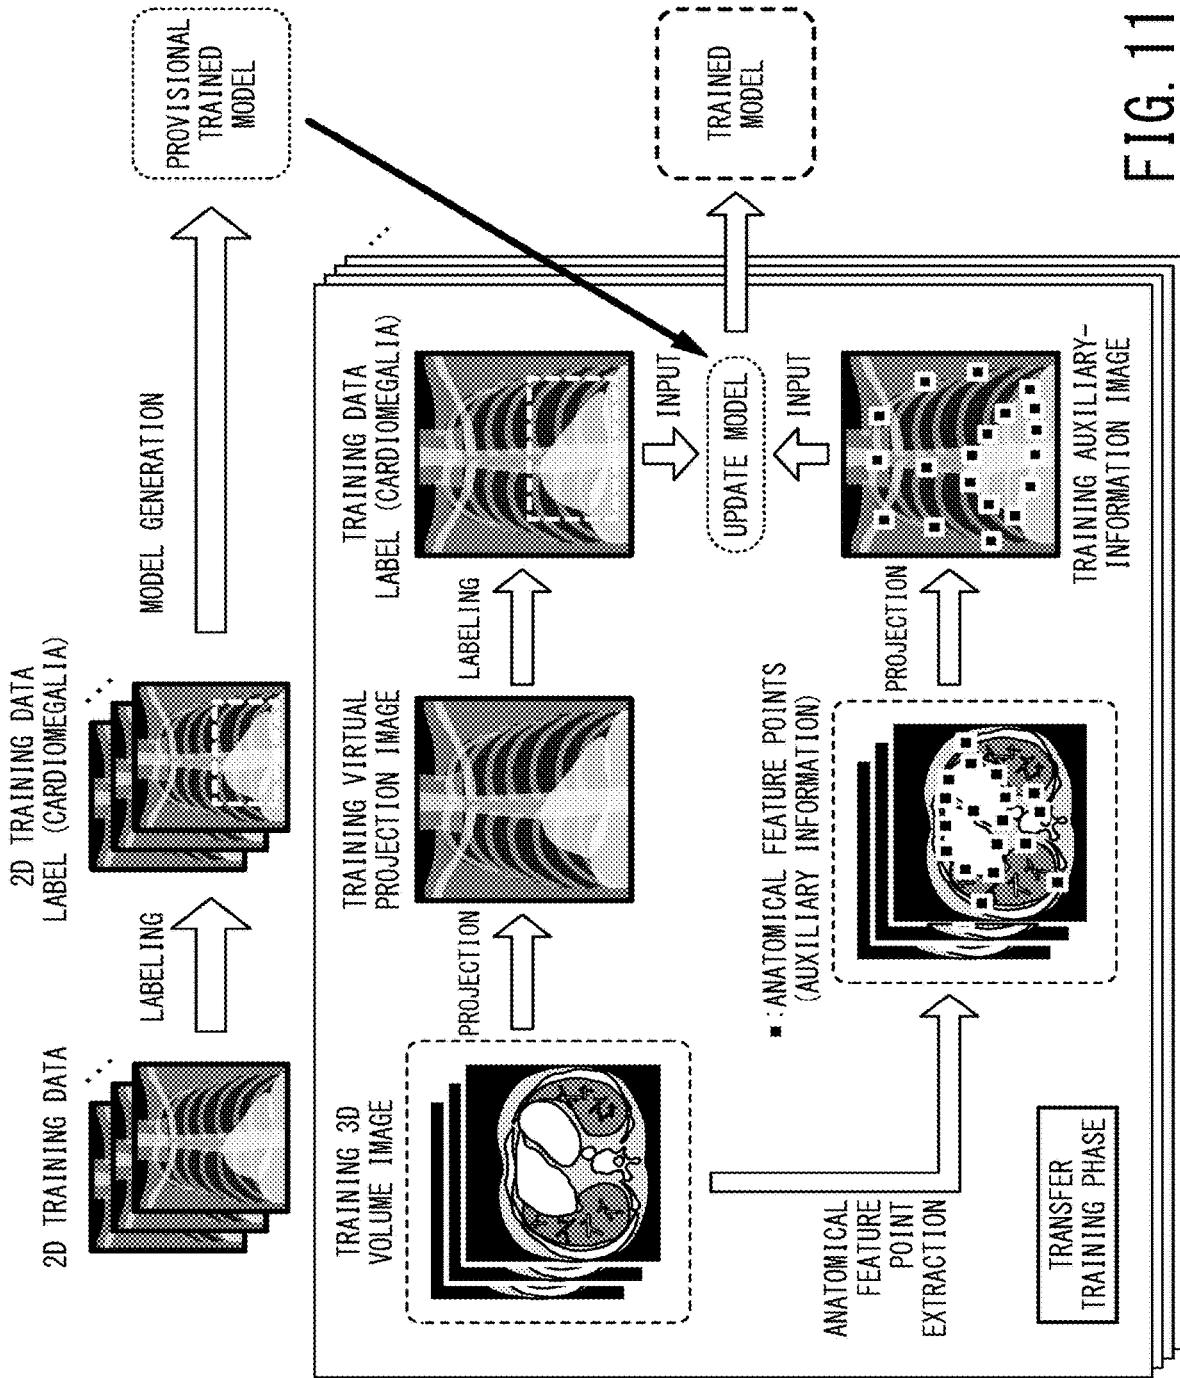 2D TRAINING DATA
LABELING
2D TRAINING DATA
LABEL (CARDIOMEGALIA)
MODEL GENERATION
PROVISIONAL
TRAINED
MODEL
TRAINING 3D
VOLUME IMAGE
PROJECTION
TRAINING VIRTUAL
PROJECTION IMAGE
LABELING
TRAINING DATA
LABEL (CARDIOMEGALIA)
INPUT
UPDATE MODEL
INPUT
TRAINED
MODEL
ANATOMICAL
FEATURE
POINT
EXTRACTION
■:ANATOMICAL FEATURE POINTS
(AUXILIARY INFORMATION)
PROJECTION
TRAINING AUXILIARY-
INFORMATION IMAGE
TRANSFER
TRAINING PHASE
FIG. 11